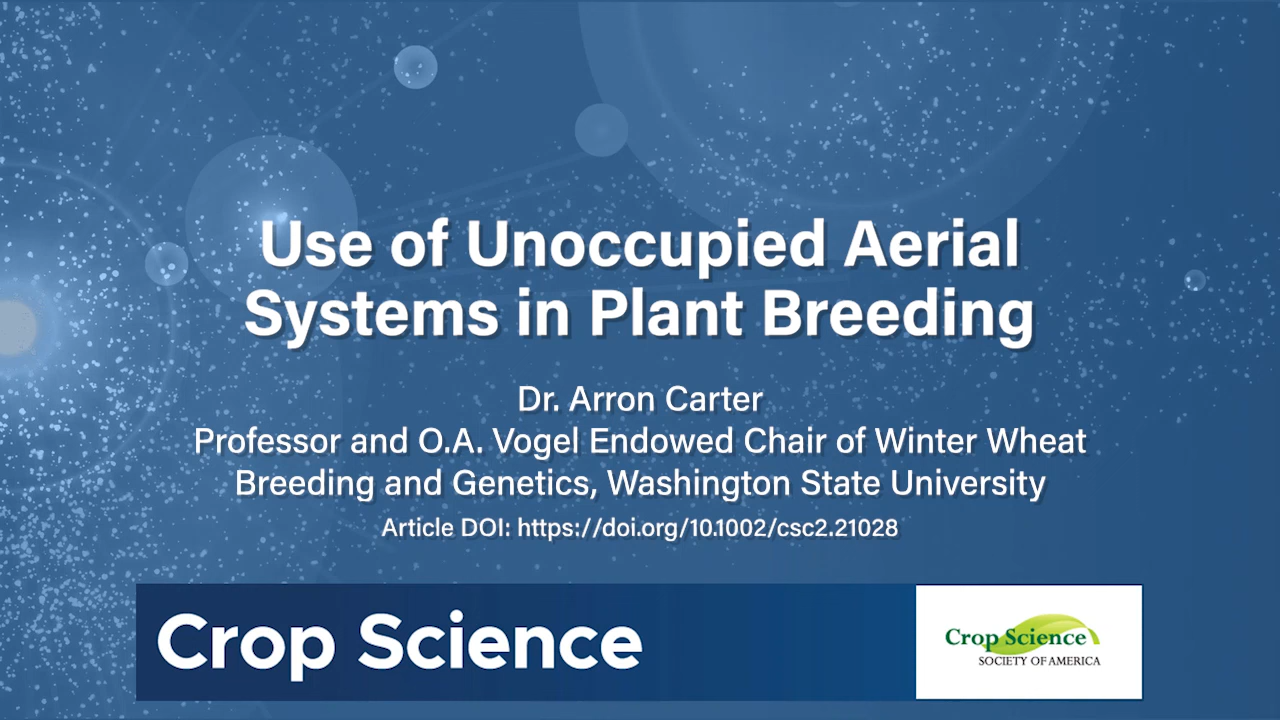 Use of Unoccupied Aerial
Systems in Plant Breeding
Dr. Arron Carter
Professor and O.A. Vogel Endowed Chair of Winter Wheat
Breeding and Genetics, Washington State University
Article DOI: https://doi.org/10.1002/csc2.21028
Crop Science
Crop Science
SOCIETY OF AMERICA